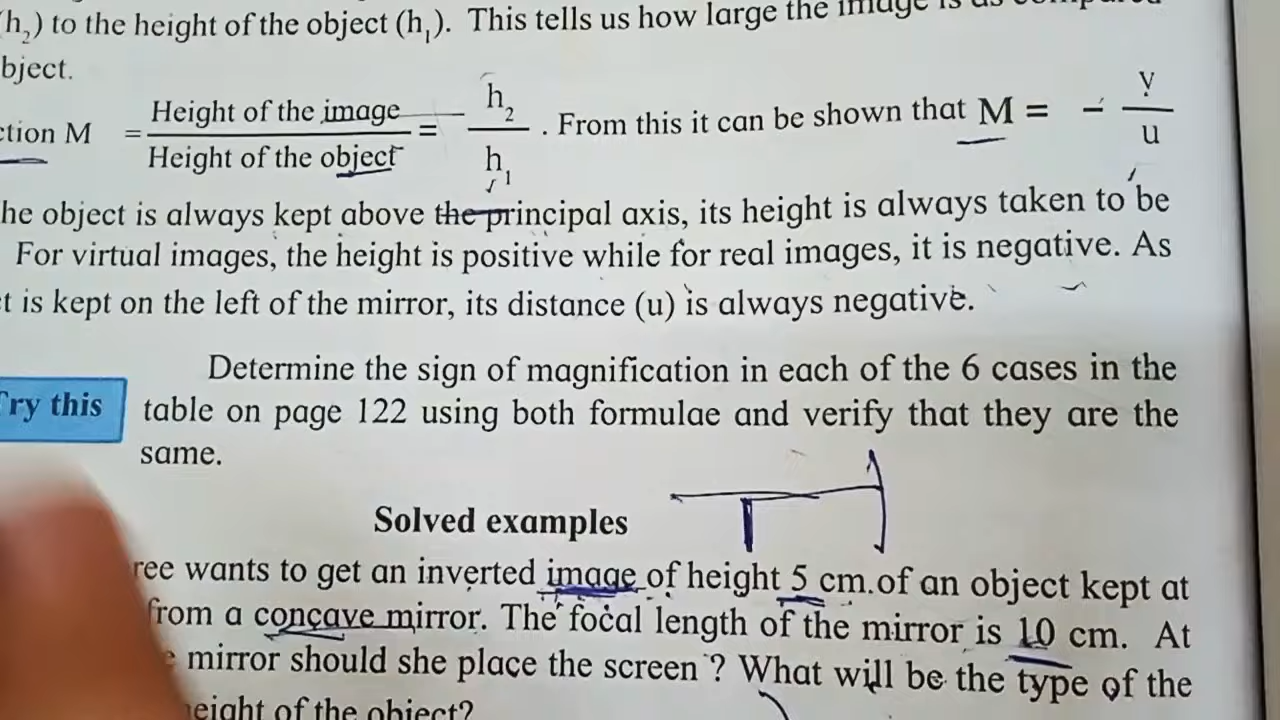 (h₂) to the height of the object (h₁). This tells us how large the image is as compared
bject.
ction M = Height of the image / Height of the object = h₂ / h₁ . From this it can be shown that M = - v / u
he object is always kept above the principal axis, its height is always taken to be
For virtual images, the height is positive while for real images, it is negative. As
t is kept on the left of the mirror, its distance (u) is always negative.
Determine the sign of magnification in each of the 6 cases in the
Try this table on page 122 using both formulae and verify that they are the
same.
Solved examples
ree wants to get an inverted image of height 5 cm of an object kept at
from a concave mirror. The focal length of the mirror is 10 cm. At
e mirror should she place the screen ? What will be the type of the
eight of the object?